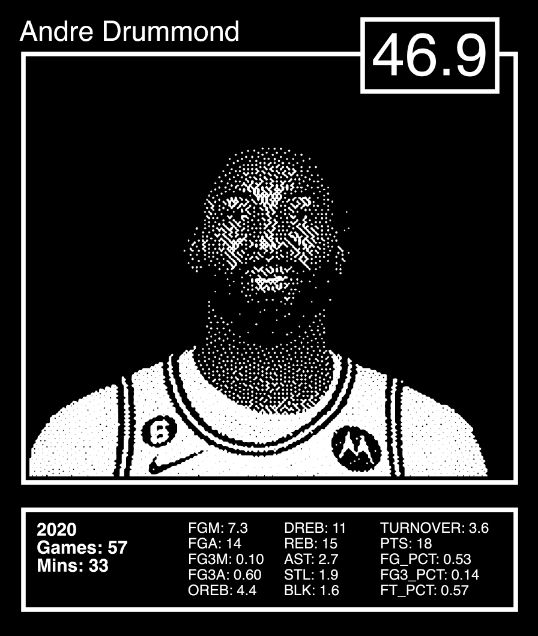 Andre Drummond
46.9
6
2020
Games: 57
Mins: 33
FGM: 7.3
FGA: 14
FG3M: 0.10
FG3A: 0.60
OREB: 4.4
DREB: 11
REB: 15
AST: 2.7
STL: 1.9
BLK: 1.6
TURNOVER: 3.6
PTS: 18
FG_PCT: 0.53
FG3_PCT: 0.14
FT_PCT: 0.57